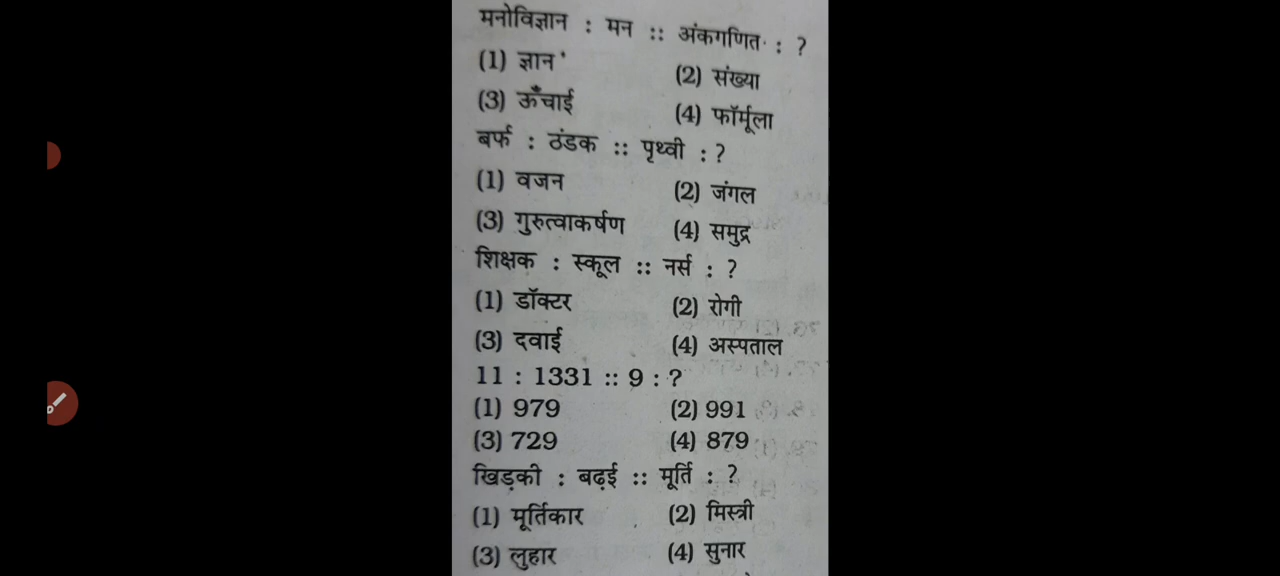 मनोविज्ञान : मन :: अंकगणित : ?
(1) ज्ञान (2) संख्या
(3) ऊँचाई (4) फॉर्मूला
बर्फ : ठंडक :: पृथ्वी : ?
(1) वजन (2) जंगल
(3) गुरुत्वाकर्षण (4) समुद्र
शिक्षक : स्कूल :: नर्स : ?
(1) डॉक्टर (2) रोगी
(3) दवाई (4) अस्पताल
11 : 1331 :: 9 : ?
(1) 979 (2) 991
(3) 729 (4) 879
खिड़की : बढ़ई :: मूर्ति : ?
(1) मूर्तिकार (2) मिस्त्री
(3) लुहार (4) सुनार